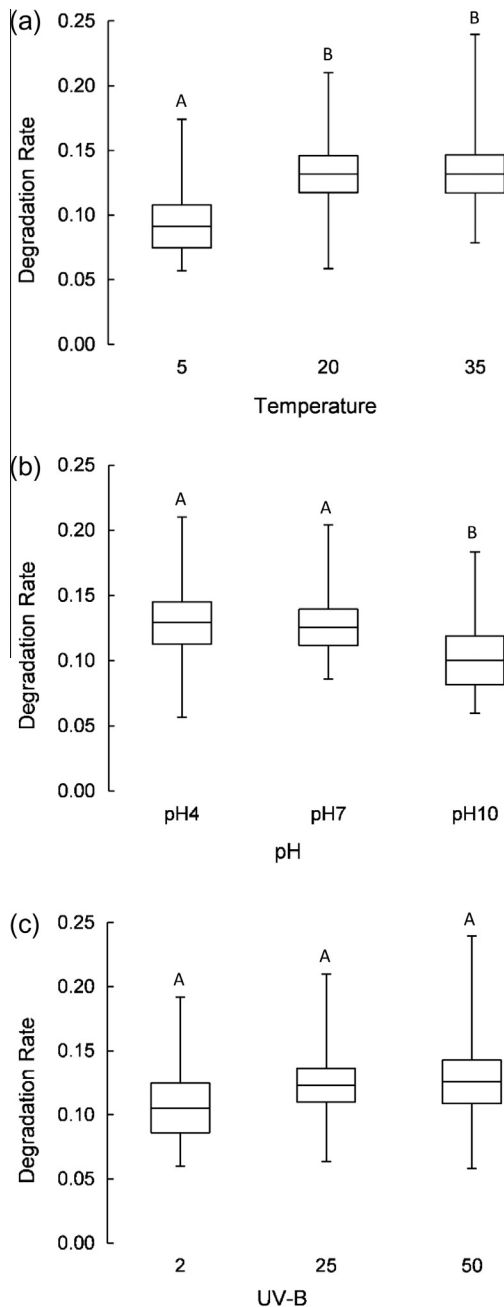 (a)
0.25
A
B
B
0.20
0.15
0.10
0.05
0.00
Degradation Rate
5 20 35
Temperature
(b)
0.25
A
A
B
0.20
0.15
0.10
0.05
0.00
Degradation Rate
pH4 pH7 pH10
pH
(c)
0.25
A
A
A
0.20
0.15
0.10
0.05
0.00
Degradation Rate
2 25 50
UV-B